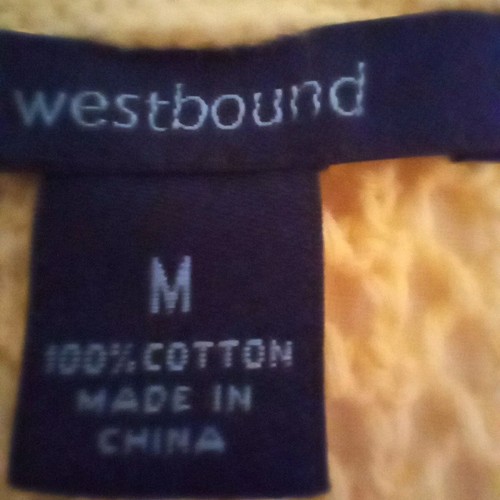 westbound
M
100% COTTON
MADE IN
CHINA